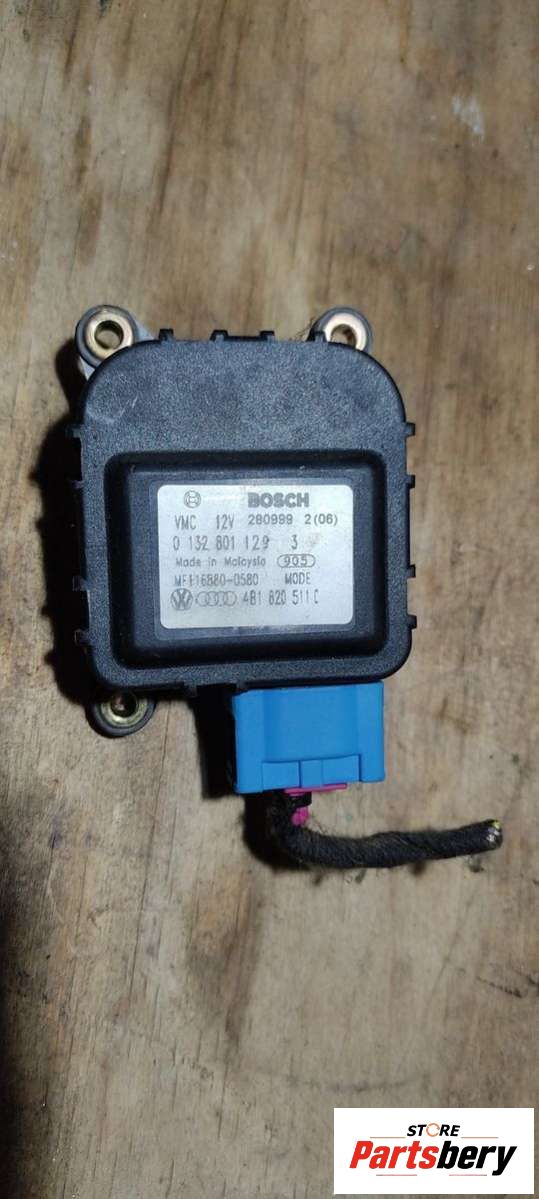 BOSCH
VMC 12V 280999 2(06)
0 132 801 129 3
Made in Malaysia 905
MF116880-0580 MODE
4B1 820 511 C
STORE
Partsbery